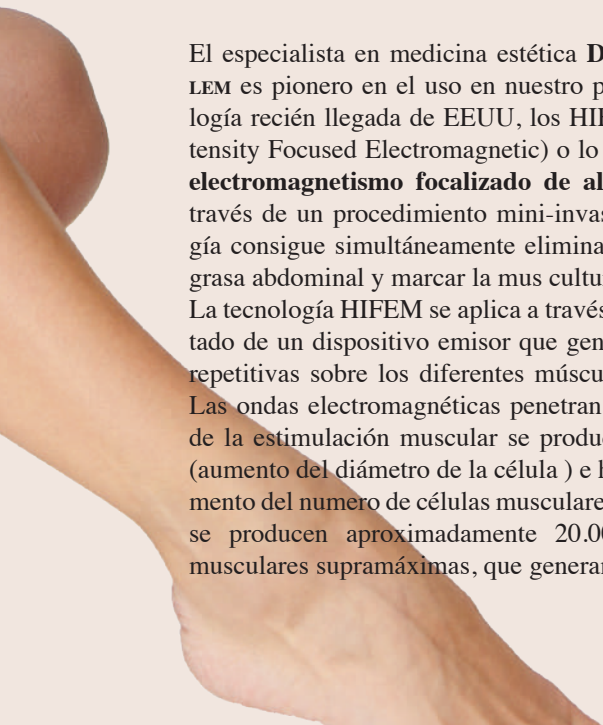 El especialista en medicina estética D
LEM es pionero en el uso en nuestro p
logía recién llegada de EEUU, los HIF
tensity Focused Electromagnetic) o lo
electromagnetismo focalizado de al
través de un procedimiento mini-invas
gía consigue simultáneamente elimina
grasa abdominal y marcar la mus cultu
La tecnología HIFEM se aplica a través
tado de un dispositivo emisor que gen
repetitivas sobre los diferentes múscu
Las ondas electromagnéticas penetran
de la estimulación muscular se produc
(aumento del diámetro de la célula ) e h
mento del numero de células musculare
se producen aproximadamente 20.00
musculares supramáximas, que generan